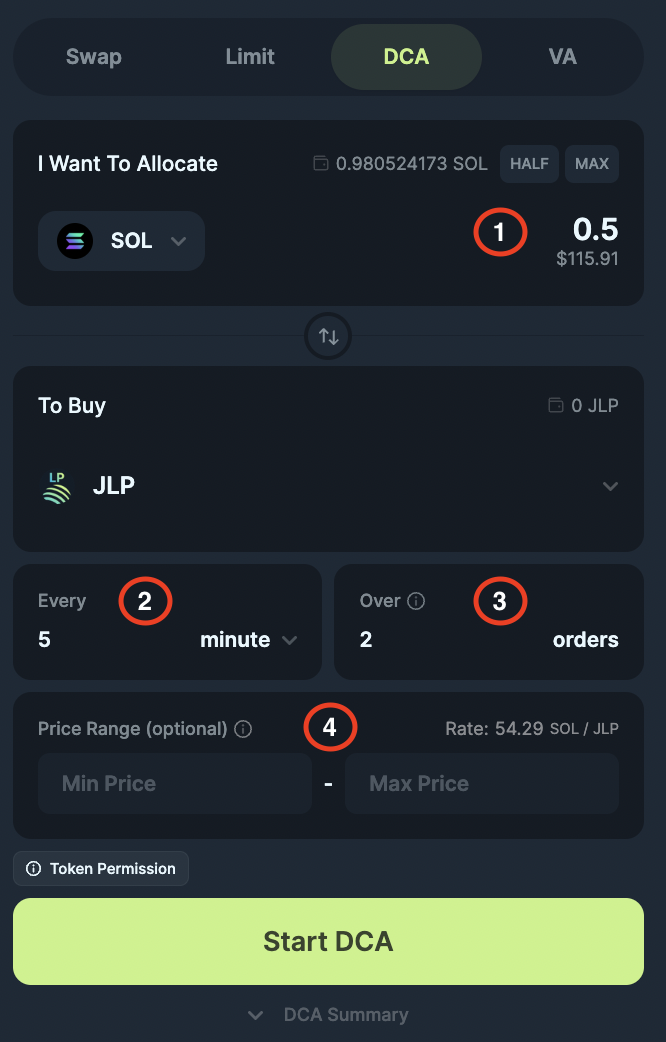 Swap Limit DCA VA
I Want To Allocate 0.980524173 SOL HALF MAX
SOL 1 0.5
$115.91
To Buy 0 JLP
LP JLP
Every 2 Over 3
5 minute 2 orders
Price Range (optional) 4 Rate: 54.29 SOL / JLP
Min Price - Max Price
Token Permission
Start DCA
DCA Summary